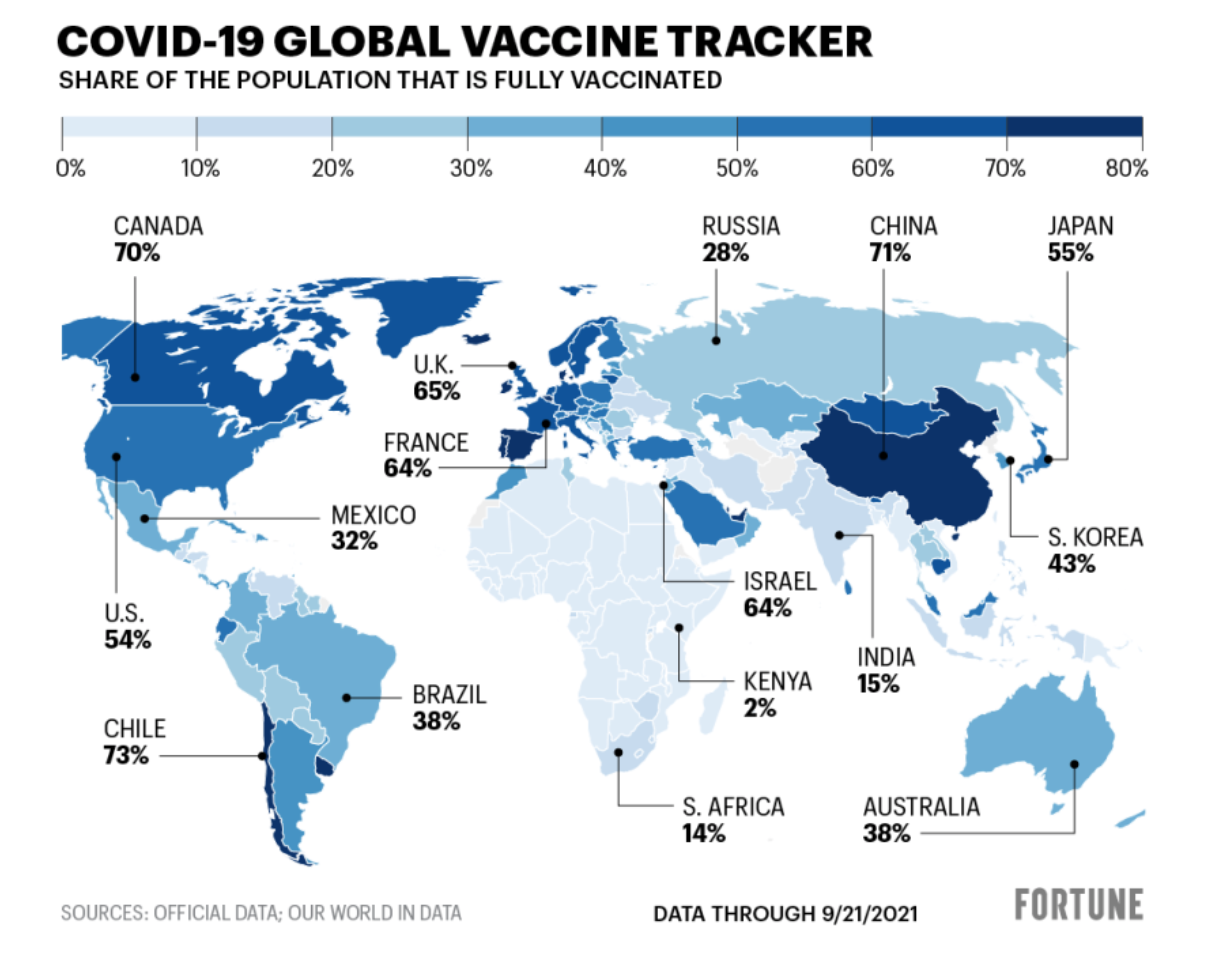 COVID-19 GLOBAL VACCINE TRACKER
SHARE OF THE POPULATION THAT IS FULLY VACCINATED
0% 10% 20% 30% 40% 50% 60% 70% 80%
CANADA
70%
RUSSIA
28%
CHINA
71%
JAPAN
55%
U.K.
65%
FRANCE
64%
MEXICO
32%
S. KOREA
43%
ISRAEL
64%
U.S.
54%
INDIA
15%
KENYA
2%
BRAZIL
38%
CHILE
73%
S. AFRICA
14%
AUSTRALIA
38%
SOURCES: OFFICIAL DATA; OUR WORLD IN DATA
DATA THROUGH 9/21/2021
FORTUNE